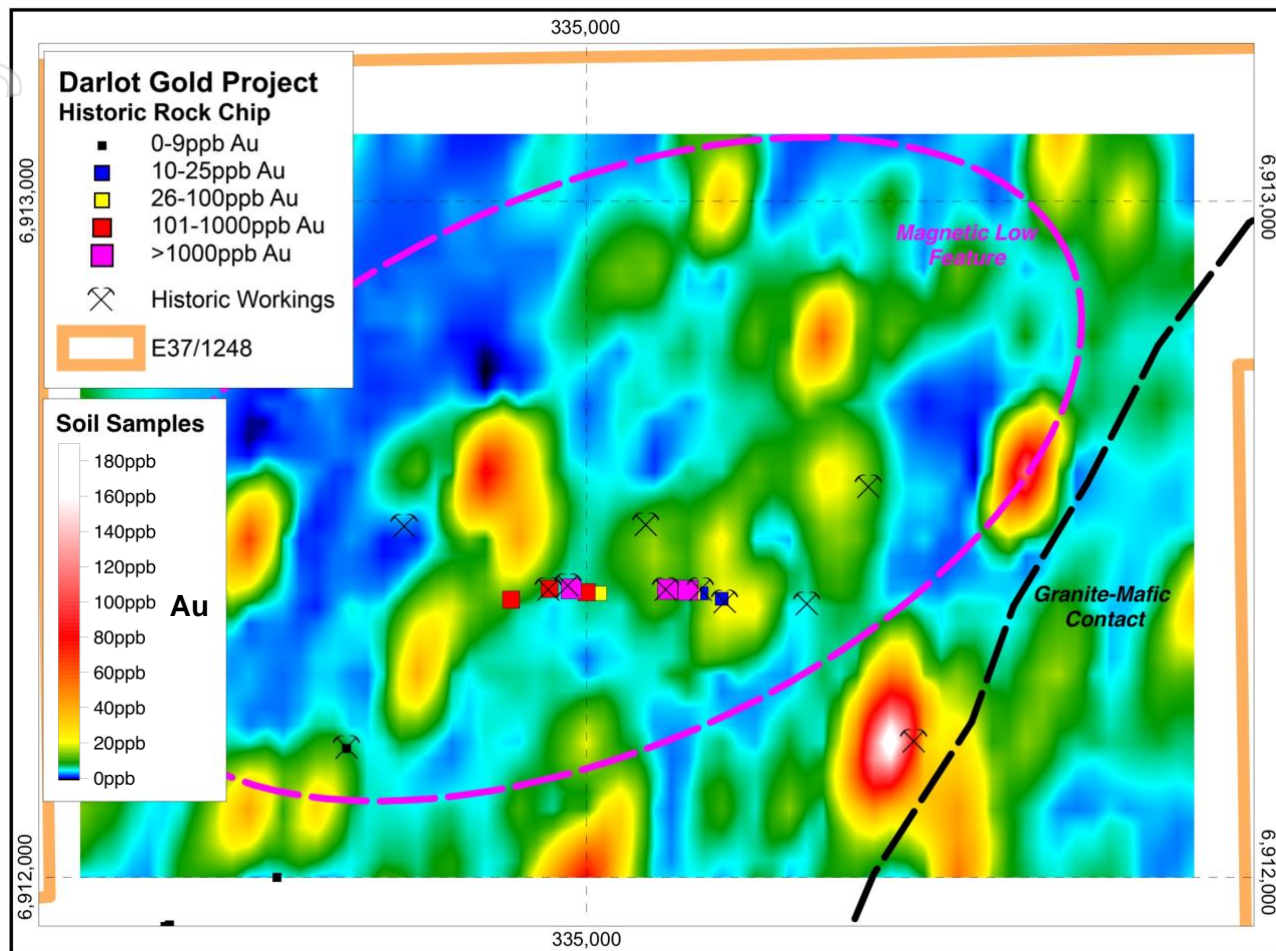 335,000
Darlot Gold Project
Historic Rock Chip
0-9ppb Au
10-25ppb Au
26-100ppb Au
101-1000ppb Au
>1000ppb Au
Historic Workings
E37/1248
6,913,000
6,913,000
Magnetic Low
Feature
Soil Samples
180ppb
160ppb
140ppb
120ppb
100ppb
80ppb
60ppb
40ppb
20ppb
0ppb
Au
Granite-Mafic
Contact
6,912,000
6,912,000
335,000